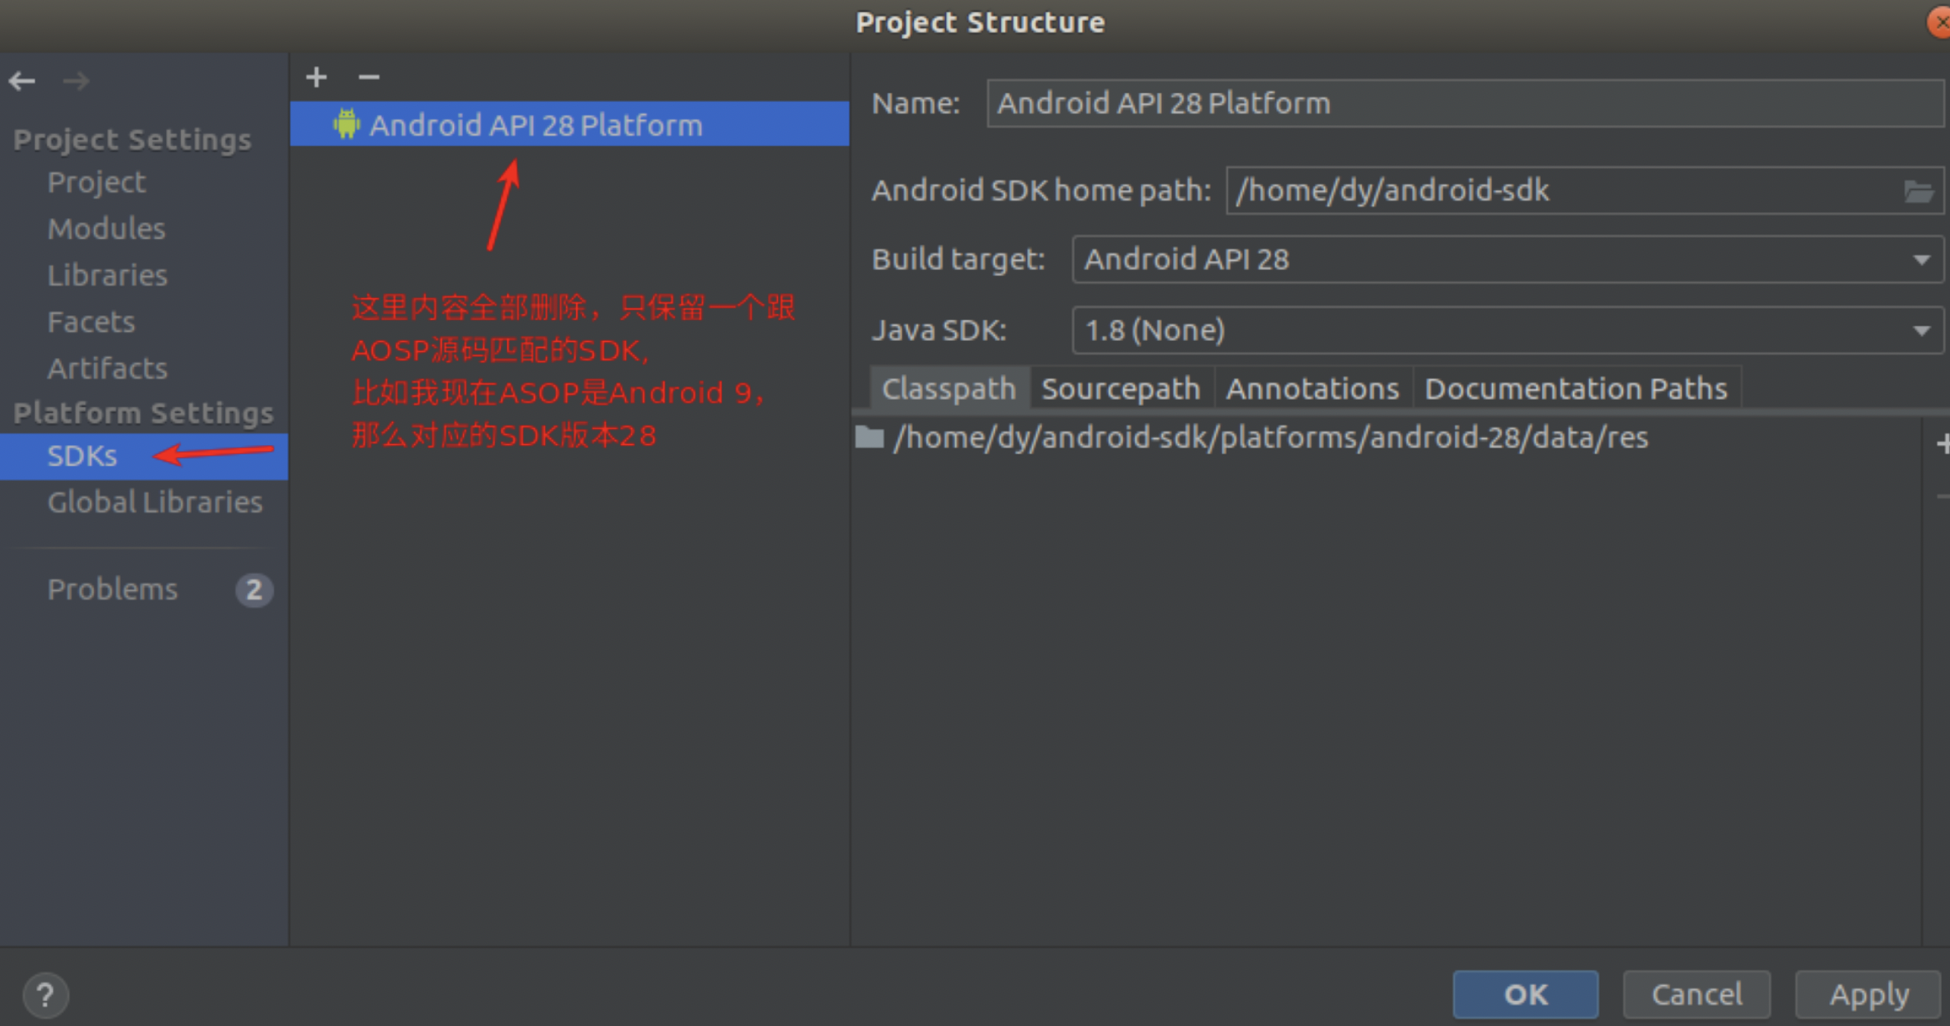 Project Structure
Project Settings
Project
Modules
Libraries
Facets
Artifacts
Platform Settings
SDKs
Global Libraries
Problems 2
Android API 28 Platform
这里内容全部删除，只保留一个跟
AOSP源码匹配的SDK,
比如我现在ASOP是Android 9，
那么对应的SDK版本28
Name: Android API 28 Platform
Android SDK home path: /home/dy/android-sdk
Build target: Android API 28
Java SDK: 1.8 (None)
Classpath Sourcepath Annotations Documentation Paths
/home/dy/android-sdk/platforms/android-28/data/res
? OK Cancel Apply